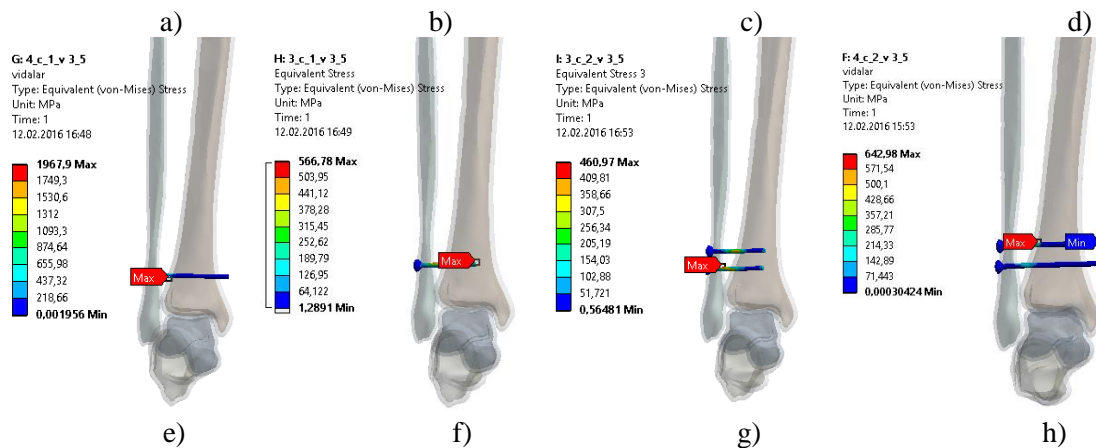 a)
b)
c)
d)
G: 4_c_1_v 3_5
vidalar
Type: Equivalent (von-Mises) Stress
Unit: MPa
Time: 1
12.02.2016 16:48
1967,9 Max
1749,3
1530,6
1312
1093,3
874,64
655,98
437,32
218,66
0,001956 Min
Max
H: 3_c_1_v 3_5
vidalar
Type: Equivalent (von-Mises) Stress
Unit: MPa
Time: 1
12.02.2016 16:49
566,78 Max
503,95
441,12
378,28
315,45
252,62
189,79
126,95
64,122
1,2891 Min
Max
I: 3_c_2_v 3_5
Equivalent Stress 3
Type: Equivalent (von-Mises) Stress
Unit: MPa
Time: 1
12.02.2016 16:53
460,97 Max
409,81
358,66
307,5
256,34
205,19
154,03
102,88
51,721
0,56481 Min
Max
F: 4_c_2_v 3_5
vidalar
Type: Equivalent (von-Mises) Stress
Unit: MPa
Time: 1
12.02.2016 15:53
642,98 Max
571,54
500,1
428,66
357,21
285,77
214,33
142,89
71,443
0,00030424 Min
Max
Min
e)
f)
g)
h)